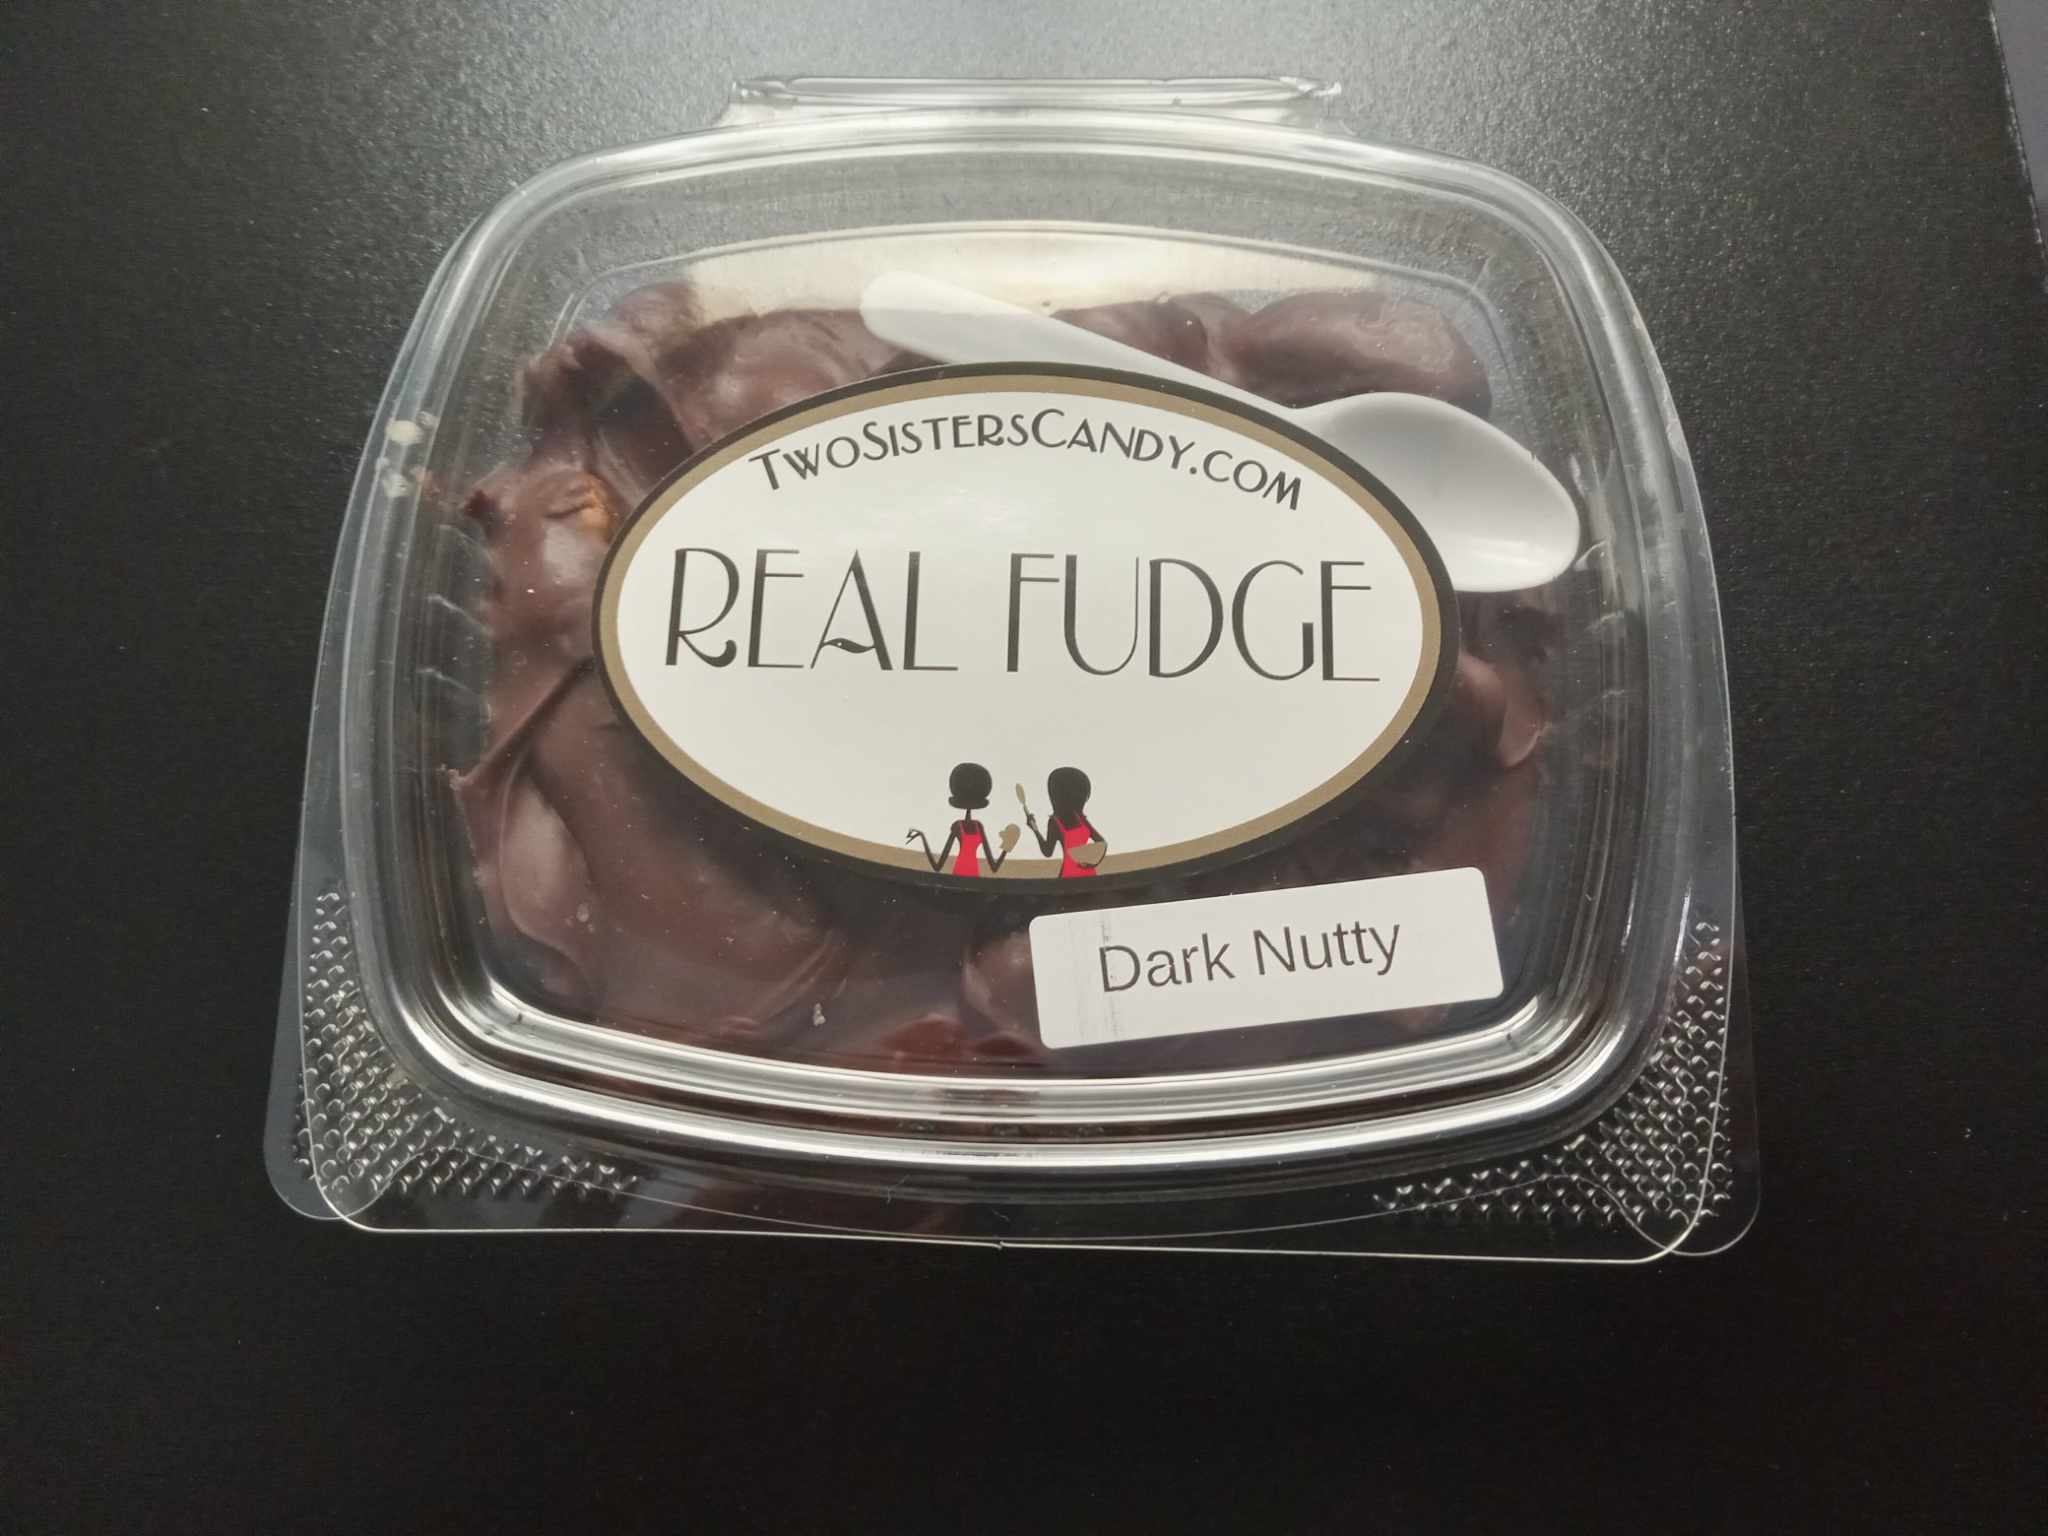 TwoSistersCandy.com
REAL FUDGE
Dark Nutty